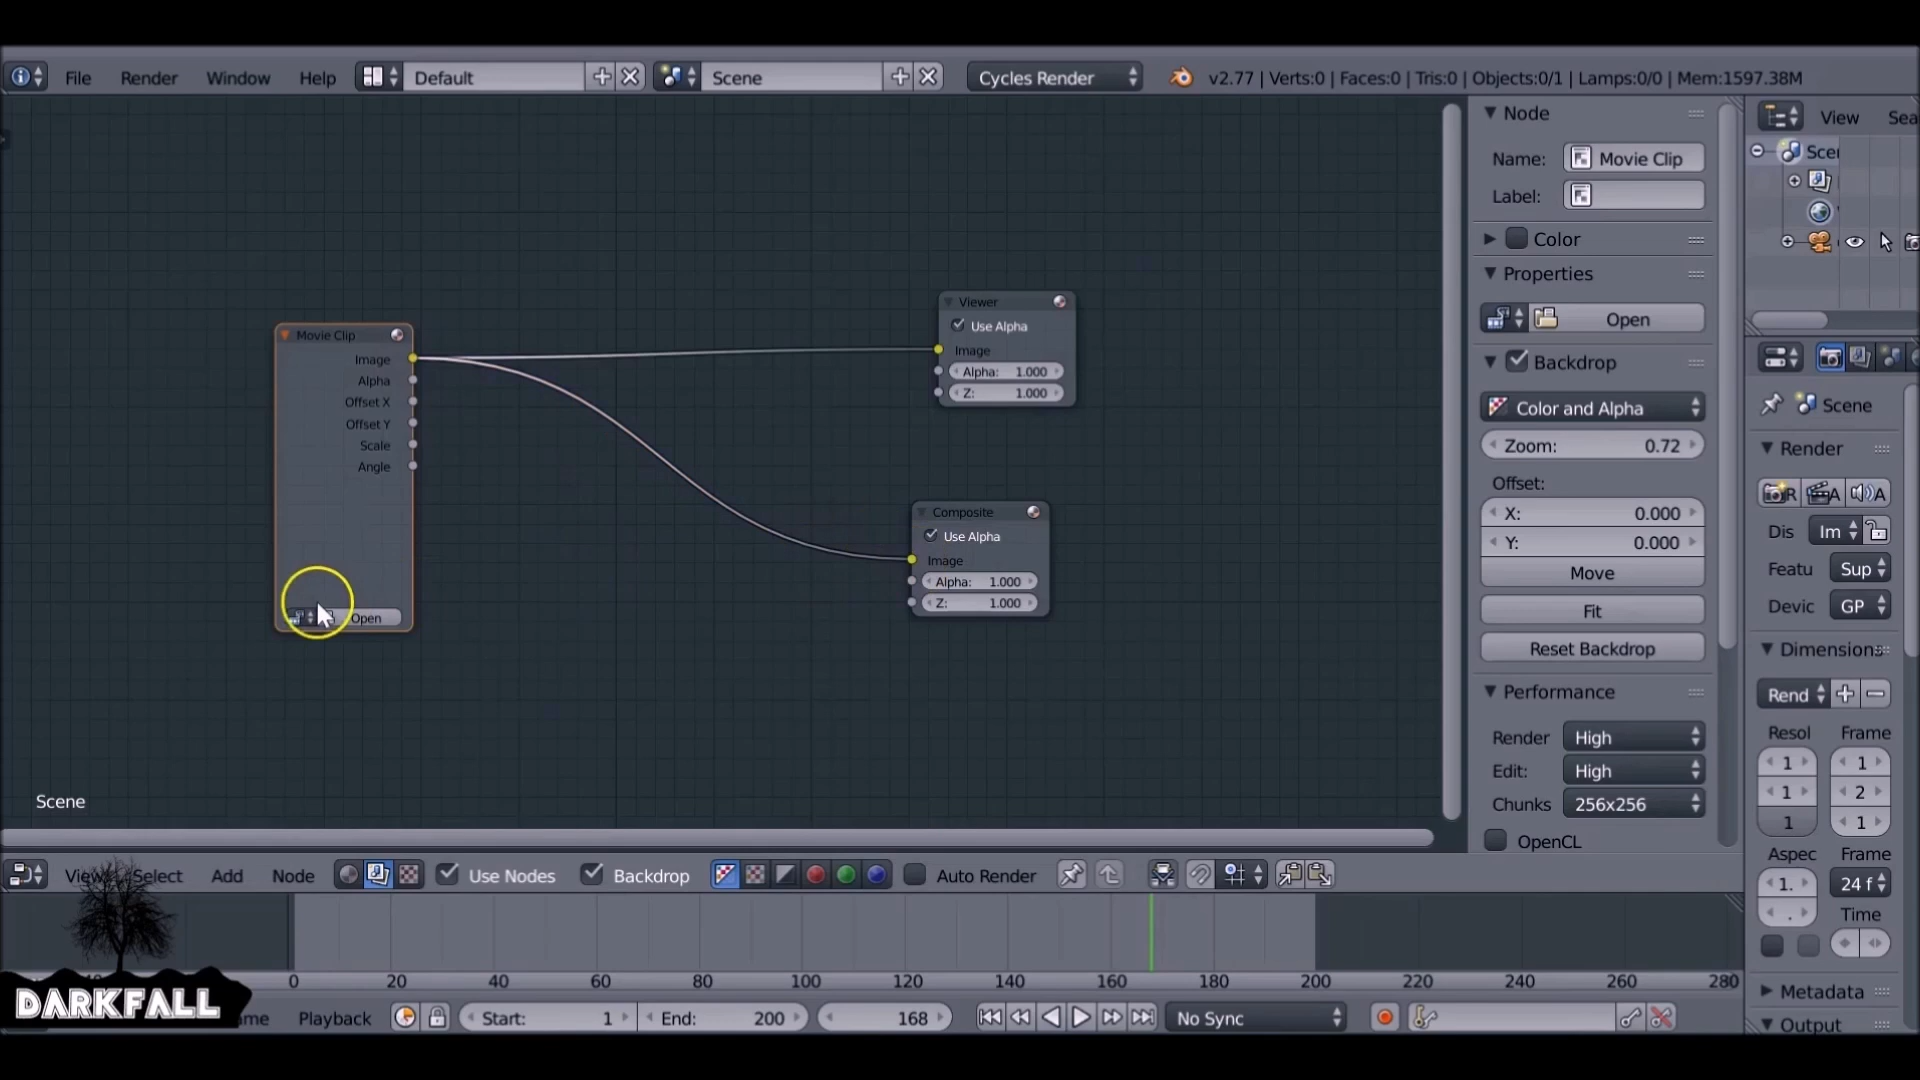 File Render Window Help Default Scene Cycles Render v2.77 | Verts:0 | Faces:0 | Tris:0 | Objects:0/1 | Lamps:0/0 | Mem:1597.38M
Movie Clip
Image
Alpha
Offset X
Offset Y
Scale
Angle
Open
Viewer
Use Alpha
Image
Alpha: 1.000
Z: 1.000
Composite
Use Alpha
Image
Alpha: 1.000
Z: 1.000
Scene
Node
Name: Movie Clip
Label:
Color
Properties
Open
Backdrop
Color and Alpha
Zoom: 0.72
Offset:
X: 0.000
Y: 0.000
Move
Fit
Reset Backdrop
Performance
Render High
Edit: High
Chunks 256x256
OpenCL
View Sea
Scer
Scene
Render
R A A
Dis Im
Featu Sup
Devic GP
Dimensions
Rend
Resol Frame
1 1
1 2
1 1
Aspec Frame
1. 24 f
. Time
Metadata
Output
View Select Add Node Use Nodes Backdrop Auto Render
0 20 40 60 80 100 120 140 160 180 200 220 240 260 280
DARKFALL
ame Playback Start: 1 End: 200 168 No Sync